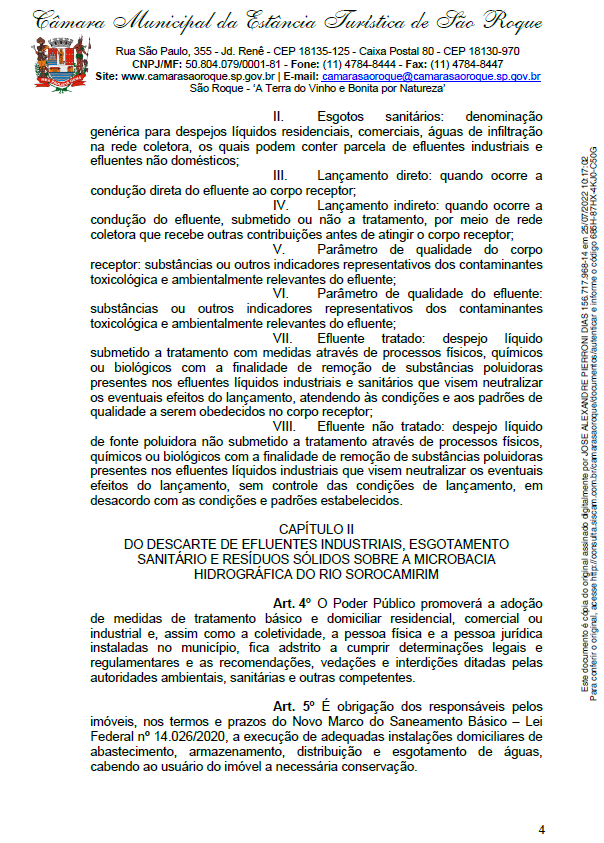 Câmara Municipal da Estância Turística de São Roque
Rua São Paulo, 355 - Jd. Renê - CEP 18135-125 - Caixa Postal 80 - CEP 18130-970
CNPJ/MF: 50.804.079/0001-81 - Fone: (11) 4784-8444 - Fax: (11) 4784-8447
Site: www.camarasaoroque.sp.gov.br | E-mail: camarasaoroque@camarasaoroque.sp.gov.br
São Roque - 'A Terra do Vinho e Bonita por Natureza'
II. Esgotos sanitários: denominação
genérica para despejos líquidos residenciais, comerciais, águas de infiltração
na rede coletora, os quais podem conter parcela de efluentes industriais e
efluentes não domésticos;
III. Lançamento direto: quando ocorre a
condução direta do efluente ao corpo receptor;
IV. Lançamento indireto: quando ocorre a
condução do efluente, submetido ou não a tratamento, por meio de rede
coletora que recebe outras contribuições antes de atingir o corpo receptor;
V. Parâmetro de qualidade do corpo
receptor: substâncias ou outros indicadores representativos dos contaminantes
toxicológica e ambientalmente relevantes do efluente;
VI. Parâmetro de qualidade do efluente:
substâncias ou outros indicadores representativos dos contaminantes
toxicológica e ambientalmente relevantes do efluente;
VII. Efluente tratado: despejo líquido
submetido a tratamento com medidas através de processos físicos, químicos
ou biológicos com a finalidade de remoção de substâncias poluidoras
presentes nos efluentes líquidos industriais e sanitários que visem neutralizar
os eventuais efeitos do lançamento, atendendo às condições e aos padrões de
qualidade a serem obedecidos no corpo receptor;
VIII. Efluente não tratado: despejo líquido
de fonte poluidora não submetido a tratamento através de processos físicos,
químicos ou biológicos com a finalidade de remoção de substâncias poluidoras
presentes nos efluentes líquidos industriais que visem neutralizar os eventuais
efeitos do lançamento, sem controle das condições de lançamento, em
desacordo com as condições e padrões estabelecidos.
CAPÍTULO II
DO DESCARTE DE EFLUENTES INDUSTRIAIS, ESGOTAMENTO
SANITÁRIO E RESÍDUOS SÓLIDOS SOBRE A MICROBACIA
HIDROGRÁFICA DO RIO SOROCAMIRIM
Art. 4º O Poder Público promoverá a adoção
de medidas de tratamento básico e domiciliar residencial, comercial ou
industrial e, assim como a coletividade, a pessoa física e a pessoa jurídica
instaladas no município, fica adstrito a cumprir determinações legais e
regulamentares e as recomendações, vedações e interdições ditadas pelas
autoridades ambientais, sanitárias e outras competentes.
Art. 5º É obrigação dos responsáveis pelos
imóveis, nos termos e prazos do Novo Marco do Saneamento Básico – Lei
Federal nº 14.026/2020, a execução de adequadas instalações domiciliares de
abastecimento, armazenamento, distribuição e esgotamento de águas,
cabendo ao usuário do imóvel a necessária conservação.
4
Este documento é cópia do original assinado digitalmente por JOSE ALEXANDRE PIERRONI DIAS 156.717.968-14 em 25/07/2022 10:17:02.
Para conferir o original, acesse http://consulta.siscam.com.br/camarasaoroque/documentos/autenticar e informe o código 685H-87HX-4KJ0-C50G